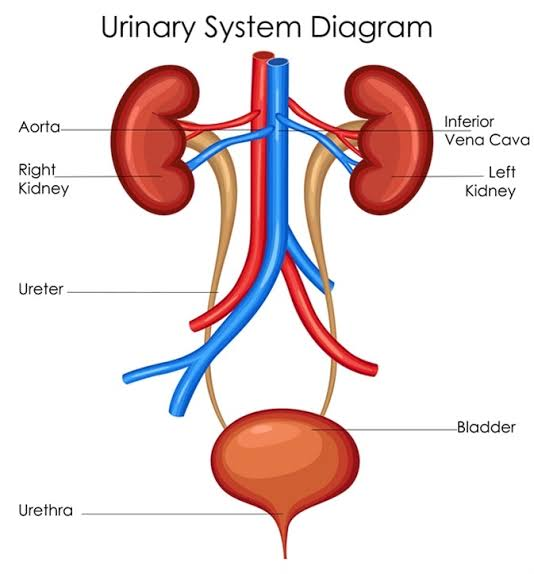 Urinary System Diagram
Aorta
Inferior
Vena Cava
Right
Kidney
Left
Kidney
Ureter
Bladder
Urethra